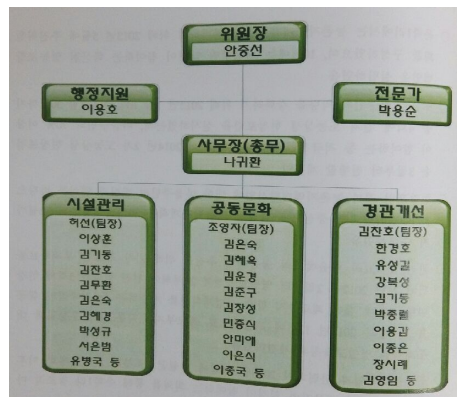 위원장
안중선
행정지원
이용호
전문가
박용순
사무장(총무)
나귀환
시설관리
허선(팀장)
이상훈
김기동
김잔호
김무환
김은숙
김혜경
박성규
서은범
유병국 등
공동문화
조영자(팀장)
김은숙
김혜옥
김운경
김준구
김장성
민중식
안미애
이은식
이종국 등
경관개선
김잔호(팀장)
한경호
유성길
강복성
김기동
박종렬
이용감
이종은
장시래
김영임 등